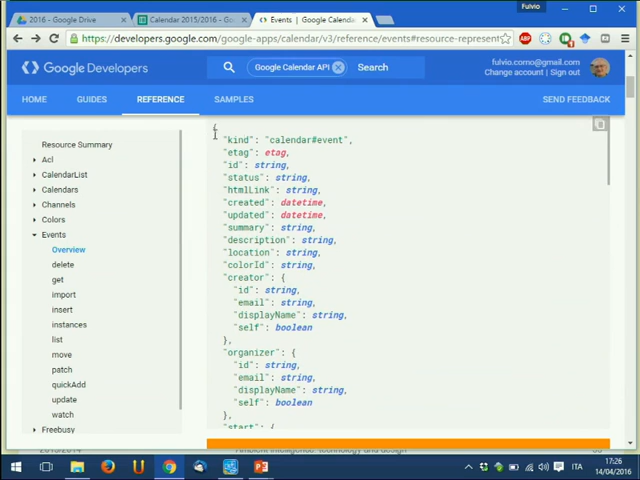 Fulvio
2016 - Google Drive
Calendar 2015/2016 - Go
Events | Google Calenda
https://developers.google.com/google-apps/calendar/v3/reference/events#resource-represent
Google Developers
Google Calendar API
Search
fulvio.corno@gmail.com
Change account | Sign out
HOME
GUIDES
REFERENCE
SAMPLES
SEND FEEDBACK
Resource Summary
Acl
CalendarList
Calendars
Channels
Colors
Events
Overview
delete
get
import
insert
instances
list
move
patch
quickAdd
update
watch
Freebusy
{
"kind": "calendar#event",
"etag": etag,
"id": string,
"status": string,
"htmlLink": string,
"created": datetime,
"updated": datetime,
"summary": string,
"description": string,
"location": string,
"colorId": string,
"creator": {
"id": string,
"email": string,
"displayName": string,
"self": boolean
},
"organizer": {
"id": string,
"email": string,
"displayName": string,
"self": boolean
},
"start": {
ITA
17:26
14/04/2016